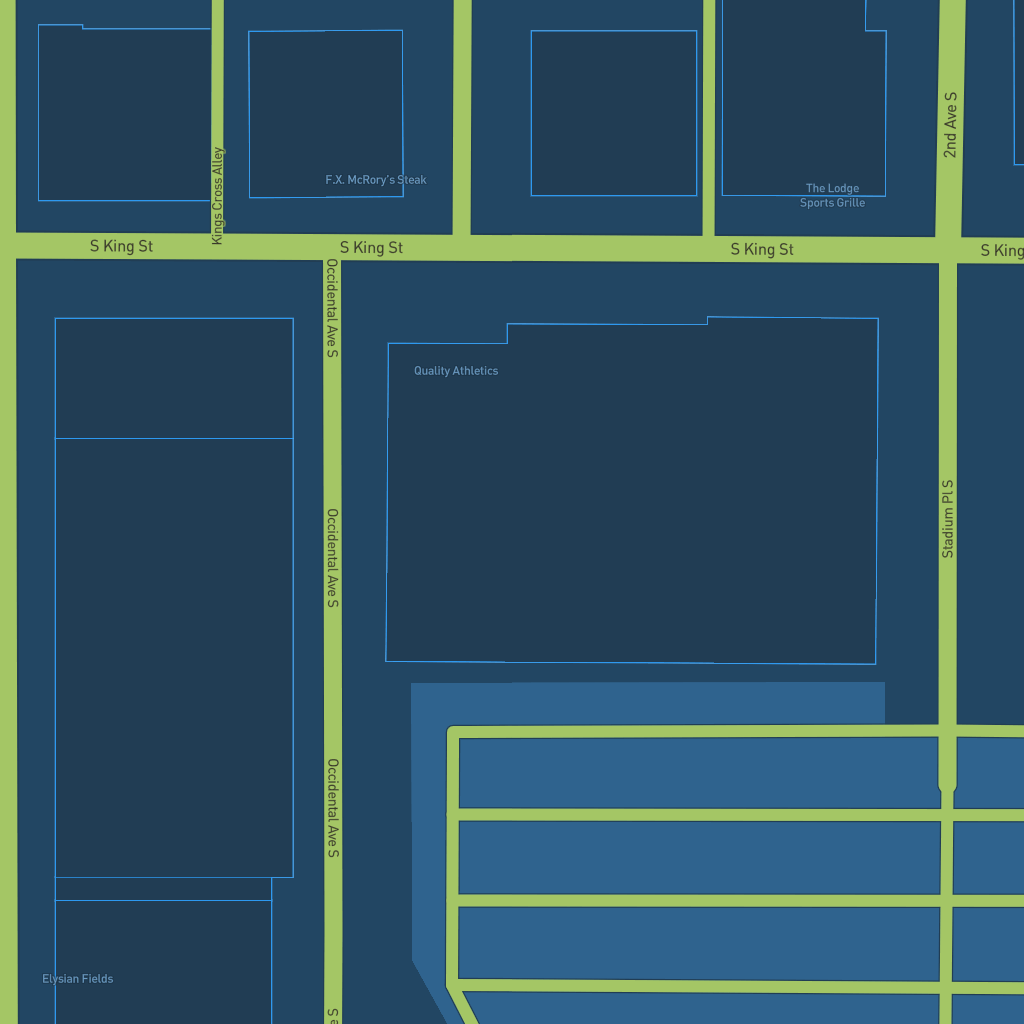 2nd Ave S
Kings Cross Alley
F.X. McRory's Steak
The Lodge
Sports Grille
S King St
S King St
S King St
S King
Occidental Ave S
Quality Athletics
Occidental Ave S
Stadium Pl S
Occidental Ave S
Elysian Fields